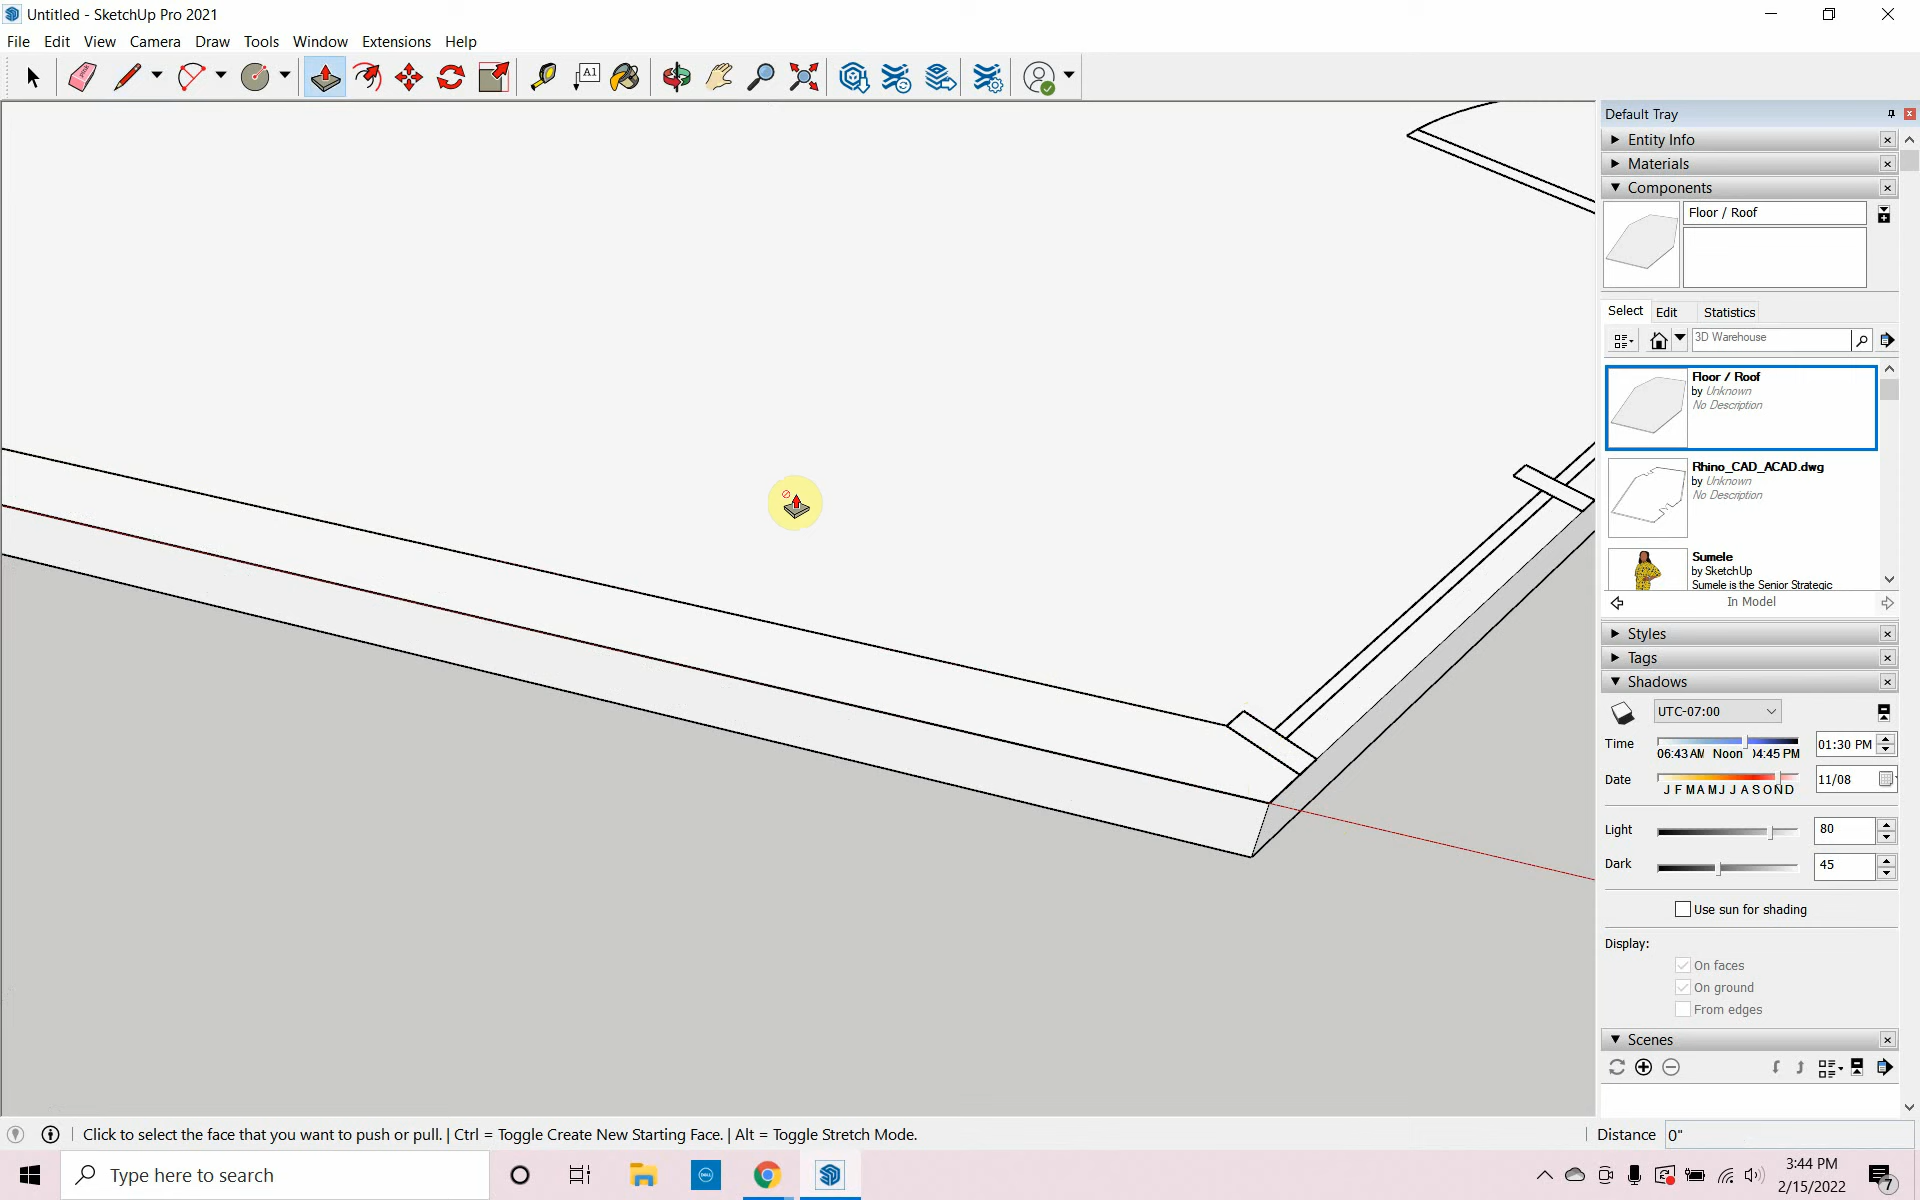 Untitled - SketchUp Pro 2021
File Edit View Camera Draw Tools Window Extensions Help
A1
Default Tray
Entity Info
Materials
Components
Floor / Roof
Select Edit Statistics
3D Warehouse
Floor / Roof
by Unknown
No Description
Rhino_CAD_ACAD.dwg
by Unknown
No Description
Sumele
by SketchUp
Sumele is the Senior Strategic
In Model
Styles
Tags
Shadows
UTC-07:00
Time 06:43 AM Noon 04:45 PM 01:30 PM
Date J F M A M J J A S O N D 11/08
Light 80
Dark 45
Use sun for shading
Display:
On faces
On ground
From edges
Scenes
Click to select the face that you want to push or pull. | Ctrl = Toggle Create New Starting Face. | Alt = Toggle Stretch Mode.
Distance 0"
Type here to search
3:44 PM
2/15/2022
7